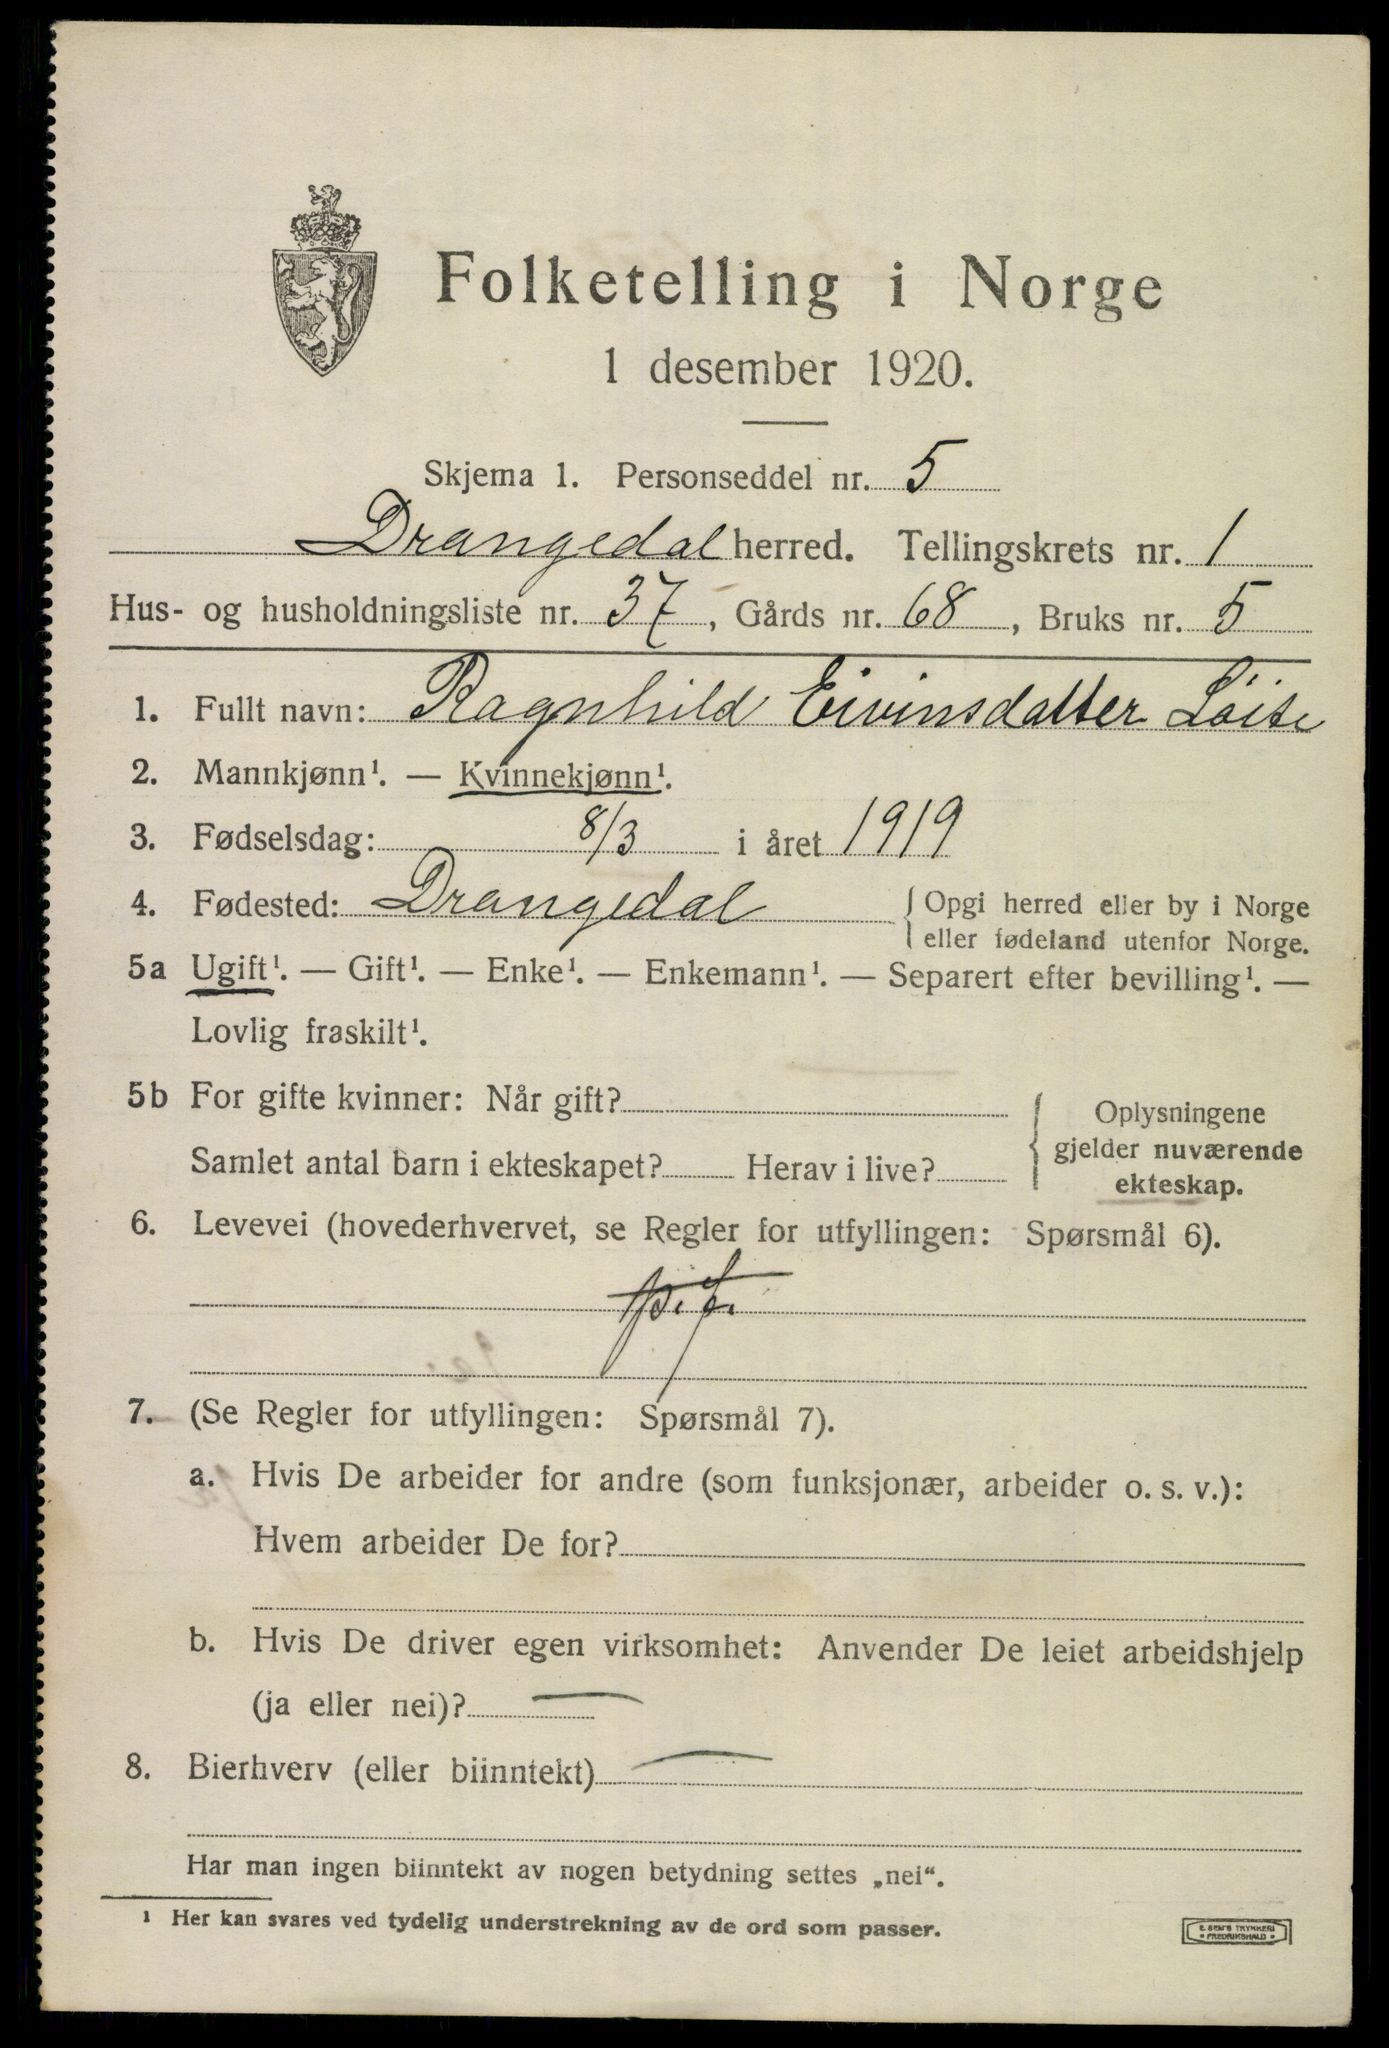 Folketelling i Norge
1 desember 1920.
Skjema 1. Personseddel nr. 5
Drangedal herred. Tellingskrets nr. 1
Hus- og husholdningsliste nr. 37, Gårds nr. 68, Bruks nr. 5
1. Fullt navn: Ragnhild Eivinsdatter Löite
2. Mannkjønn¹. — Kvinnekjønn¹.
3. Fødselsdag: 8/3 i året 1919
4. Fødested: Drangedal { Opgi herred eller by i Norge
eller fødeland utenfor Norge.
5a Ugift¹. — Gift¹. — Enke¹. — Enkemann¹. — Separert efter bevilling¹. —
Lovlig fraskilt¹.
5b For gifte kvinner: Når gift?
Samlet antal barn i ekteskapet? Herav i live?
Oplysningene
gjelder nuværende
ekteskap.
6. Levevei (hovederhvervet, se Regler for utfyllingen: Spørsmål 6).
7. (Se Regler for utfyllingen: Spørsmål 7).
a. Hvis De arbeider for andre (som funksjonær, arbeider o. s. v.):
Hvem arbeider De for?
b. Hvis De driver egen virksomhet: Anvender De leiet arbeidshjelp
(ja eller nei)? —
8. Bierhverv (eller biinntekt) —
Har man ingen biinntekt av nogen betydning settes „nei“.
¹ Her kan svares ved tydelig understrekning av de ord som passer.
E. SEM'S TRYKKERI
FREDRIKSHALD